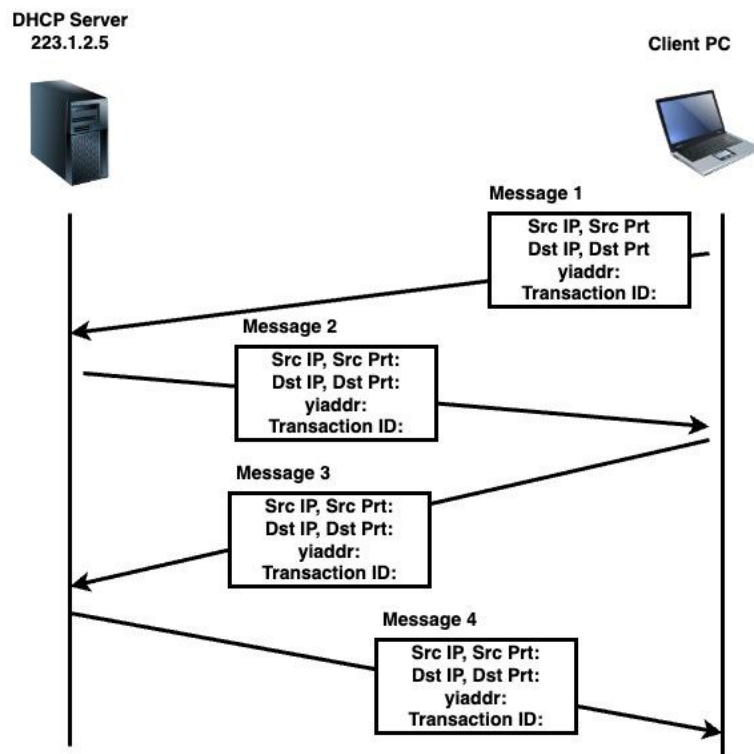 DHCP Server
223.1.2.5
Client PC
Message 1
Src IP, Src Prt
Dst IP, Dst Prt
yiaddr:
Transaction ID:
Message 2
Src IP, Src Prt:
Dst IP, Dst Prt:
yiaddr:
Transaction ID:
Message 3
Src IP, Src Prt:
Dst IP, Dst Prt:
yiaddr:
Transaction ID:
Message 4
Src IP, Src Prt:
Dst IP, Dst Prt:
yiaddr:
Transaction ID: